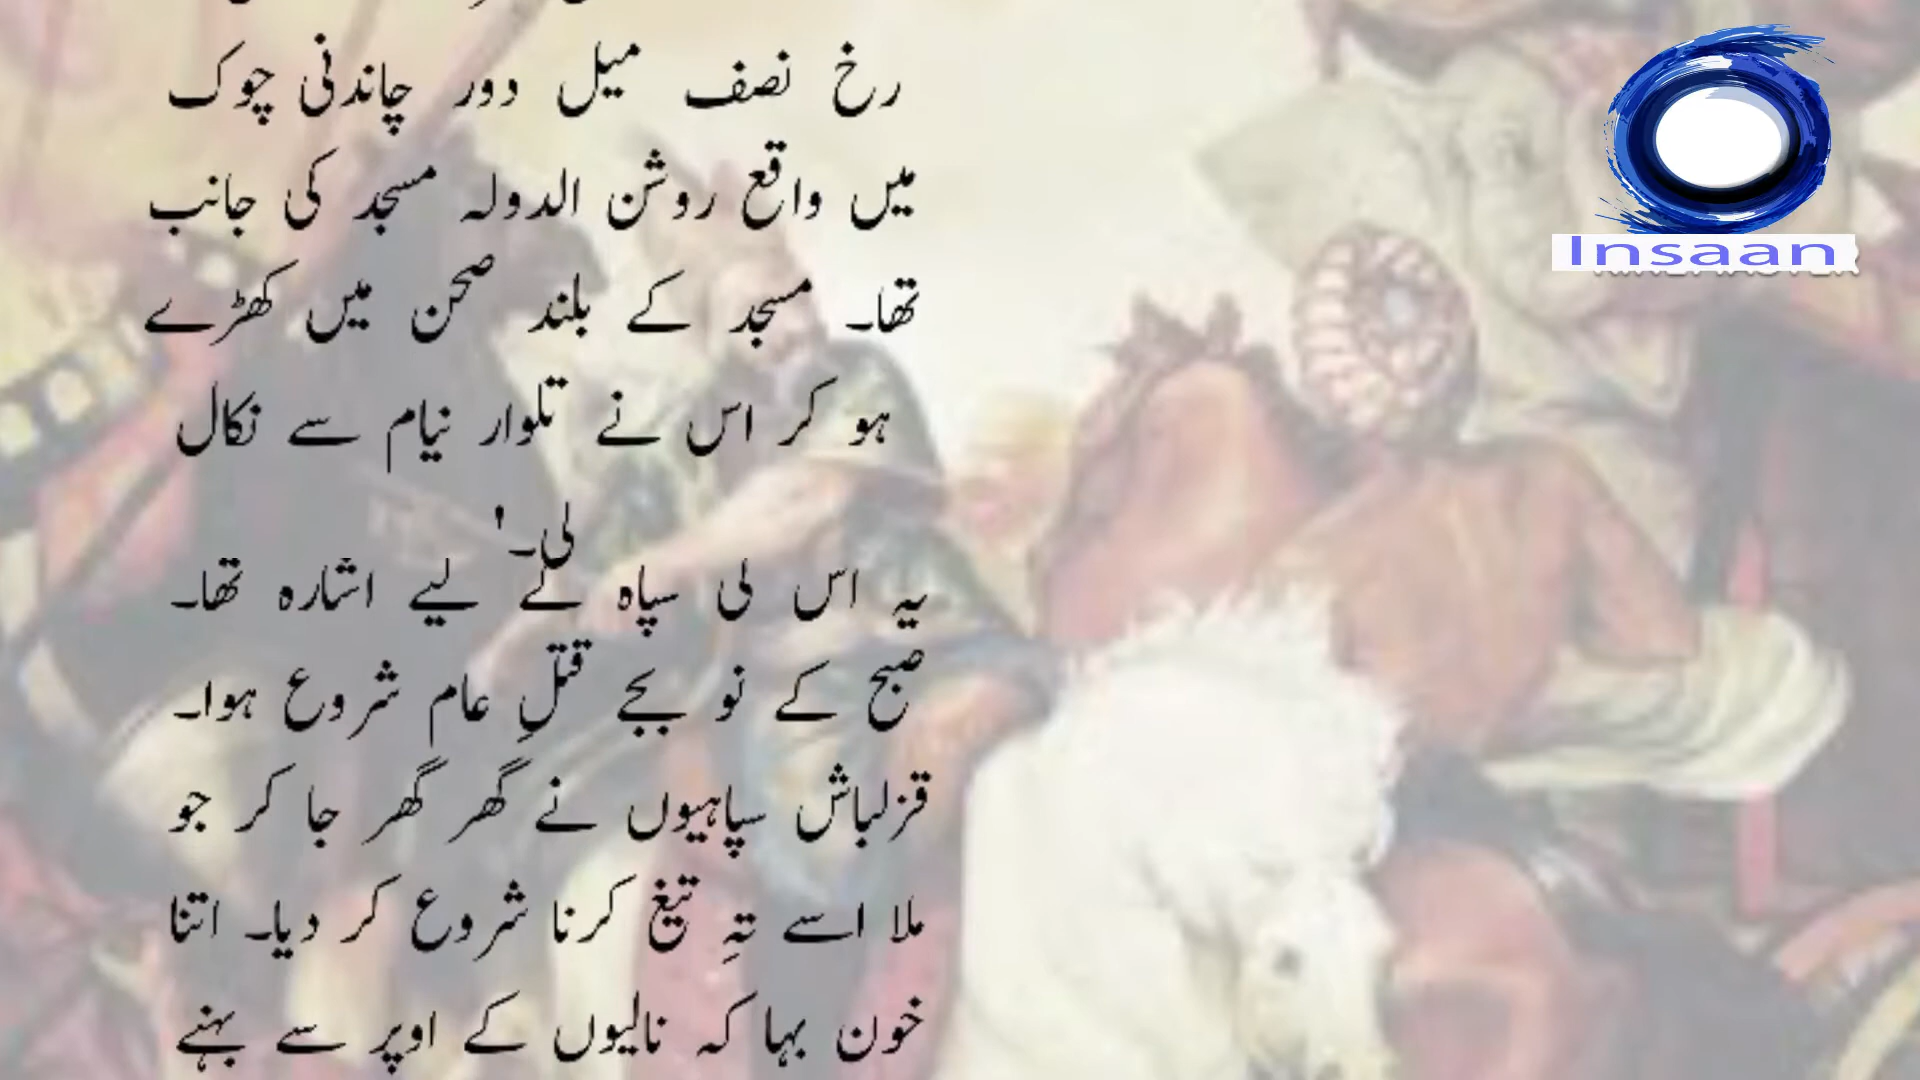 رخ نصف میل دور چاندنی چوک
میں واقع روشن الدولہ مسجد کی جانب
تھا۔ مسجد کے بلند صحن میں کھڑے
ہو کر اس نے تلوار نیام سے نکال
لی۔'
یہ اس کی سپاہ کے لیے اشارہ تھا۔
صبح کے نو بجے قتلِ عام شروع ہوا۔
قزلباش سپاہیوں نے گھر گھر جا کر جو
ملا اسے تہِ تیغ کرنا شروع کر دیا۔ اتنا
خون بہا کہ نالیوں کے اوپر سے بہنے
Insaan